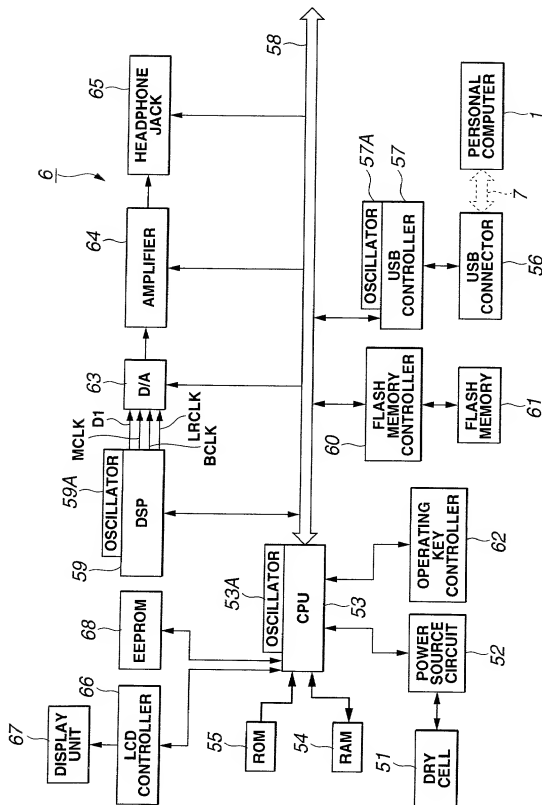 6
58
65
HEADPHONE
JACK
64
AMPLIFIER
63
D/A
MCLK
D1
LRCLK
BCLK
59A
OSCILLATOR
DSP
59
68
EEPROM
66
LCD
CONTROLLER
67
DISPLAY
UNIT
53A
OSCILLATOR
CPU
53
55
ROM
54
RAM
51
DRY
CELL
POWER
SOURCE
CIRCUIT
52
OPERATING
KEY
CONTROLLER
62
FLASH
MEMORY
CONTROLLER
60
FLASH
MEMORY
61
57A
OSCILLATOR
57
USB
CONTROLLER
USB
CONNECTOR
56
7
PERSONAL
COMPUTER
1